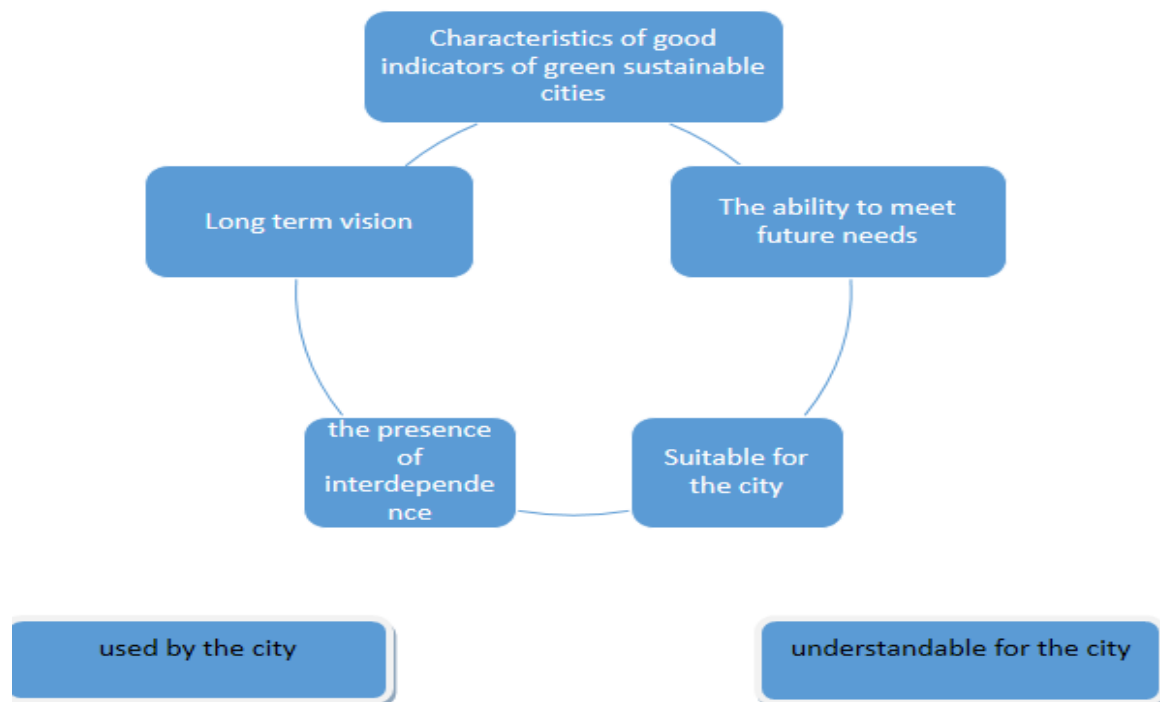 Characteristics of good
indicators of green sustainable
cities
Long term vision
The ability to meet
future needs
the presence
of
interdepende
nce
Suitable for
the city
used by the city
understandable for the city